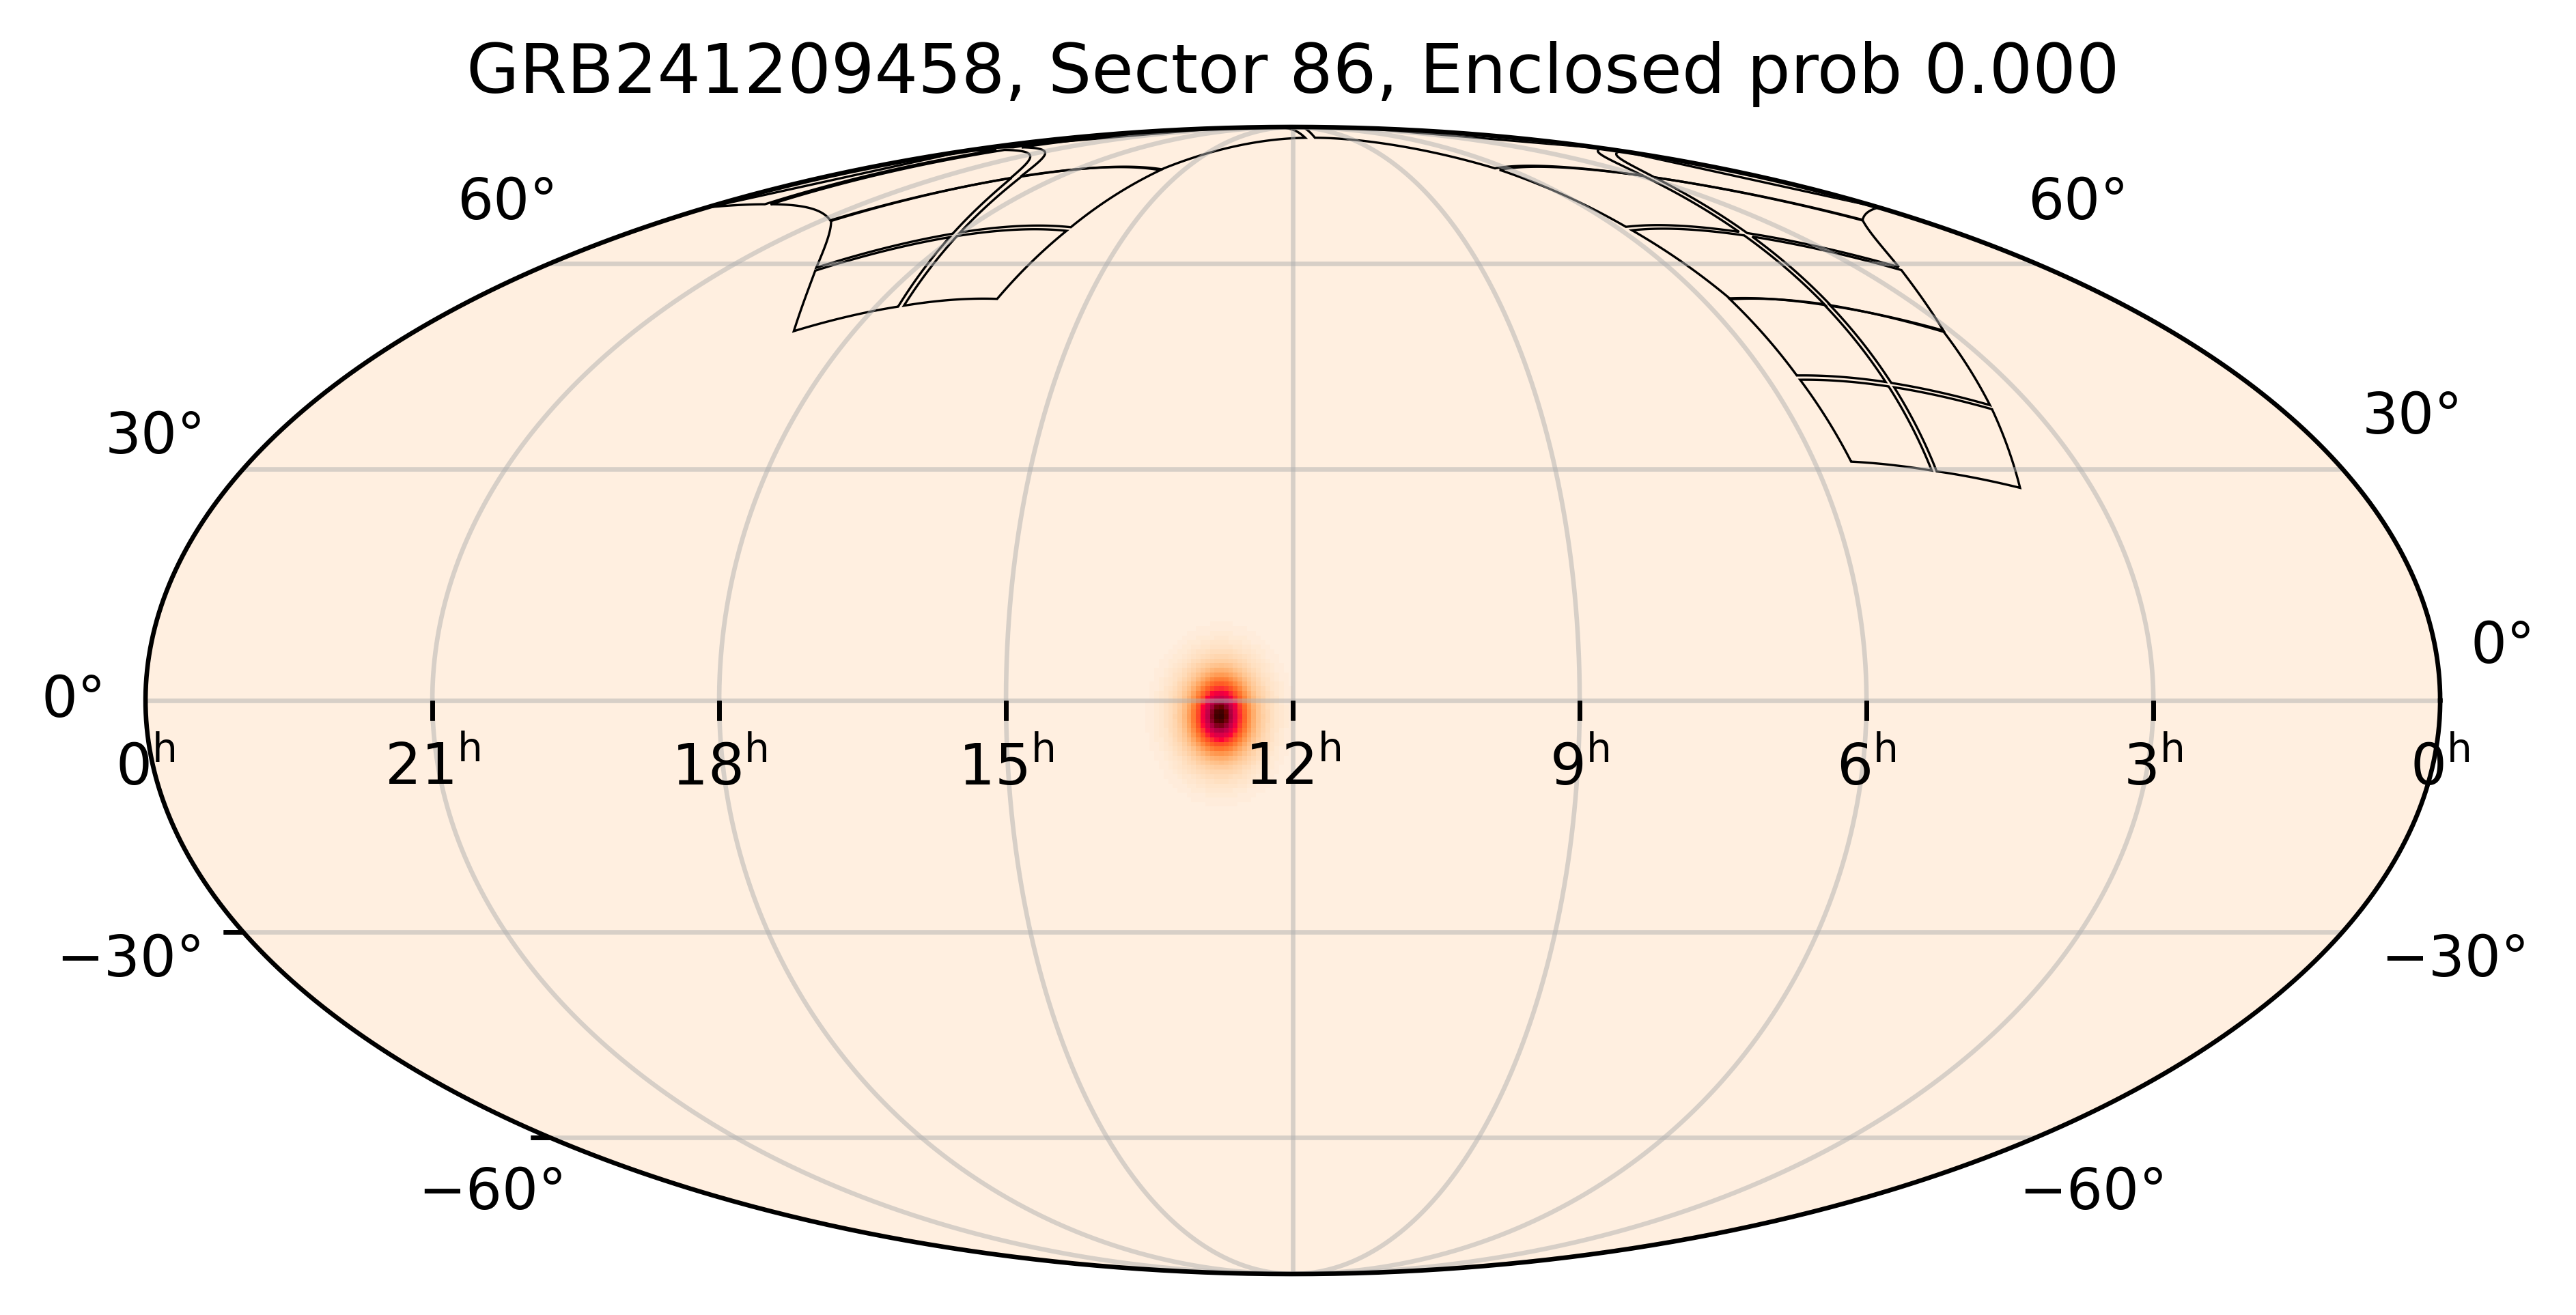 GRB241209458, Sector 86, Enclosed prob 0.000
60° 60°
30° 30°
0° 0°
0ʰ 21ʰ 18ʰ 15ʰ 12ʰ 9ʰ 6ʰ 3ʰ 0ʰ
−30° −30°
−60° −60°